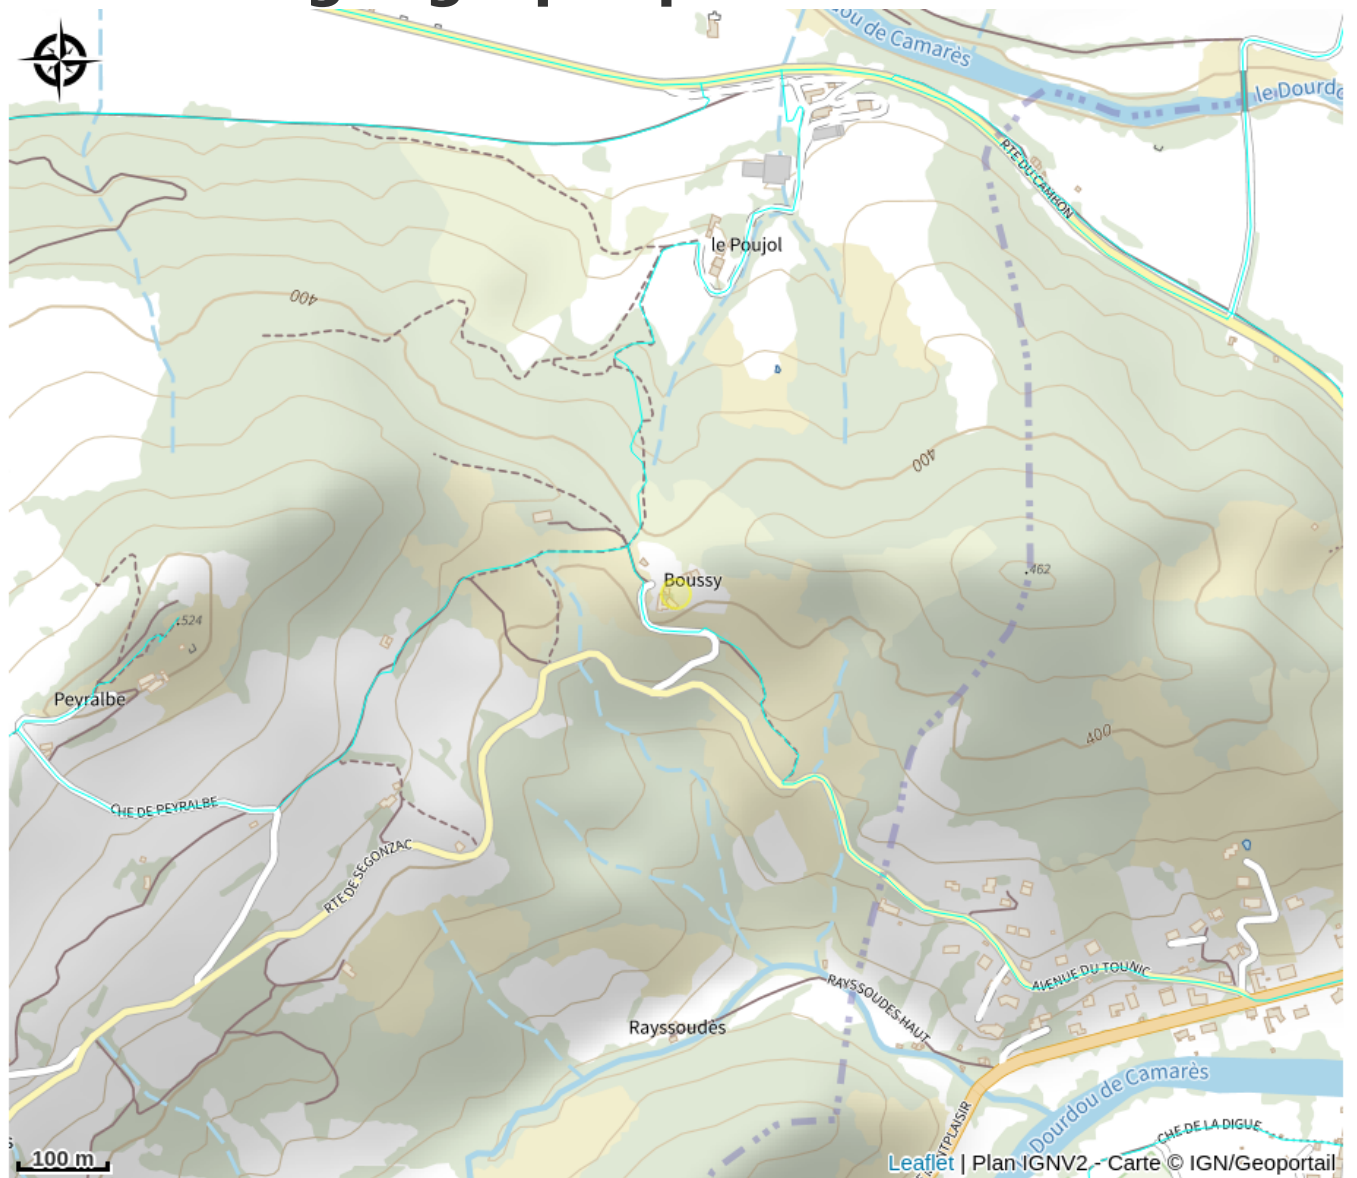 ou de Camarès
le Dourdo
RTE DU CAMBON
le Poujol
400
400
462
Boussy
524
Peyralbe
400
CHE DE PEYRALBE
RTE DE SEGONZAC
AVENUE DU TOUNIC
RAYSSOUDES HAUT
Rayssoudès
Dourdou de Camarès
NTPLAISIR
CHE DE LA DIGUE
100 m
Leaflet | Plan IGNV2 - Carte © IGN/Geoportail